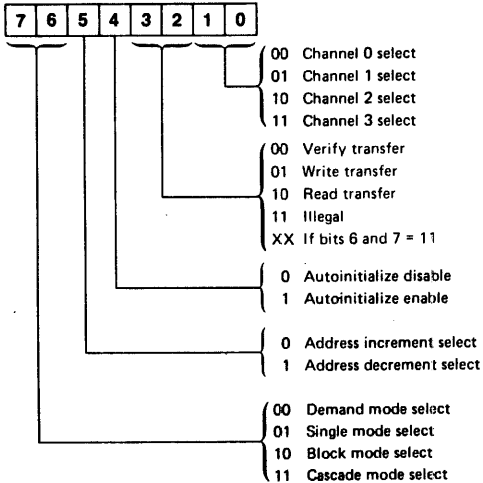 7 6 5 4 3 2 1 0
00 Channel 0 select
01 Channel 1 select
10 Channel 2 select
11 Channel 3 select
00 Verify transfer
01 Write transfer
10 Read transfer
11 Illegal
XX If bits 6 and 7 = 11
0 Autoinitialize disable
1 Autoinitialize enable
0 Address increment select
1 Address decrement select
00 Demand mode select
01 Single mode select
10 Block mode select
11 Cascade mode select